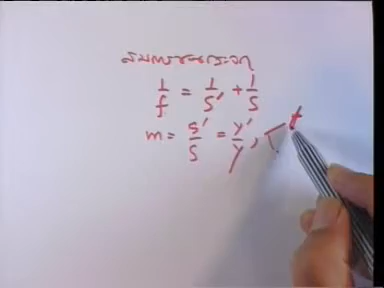 สมการกระจก
1/f = 1/s' + 1/s
m = s'/s = y'/y,